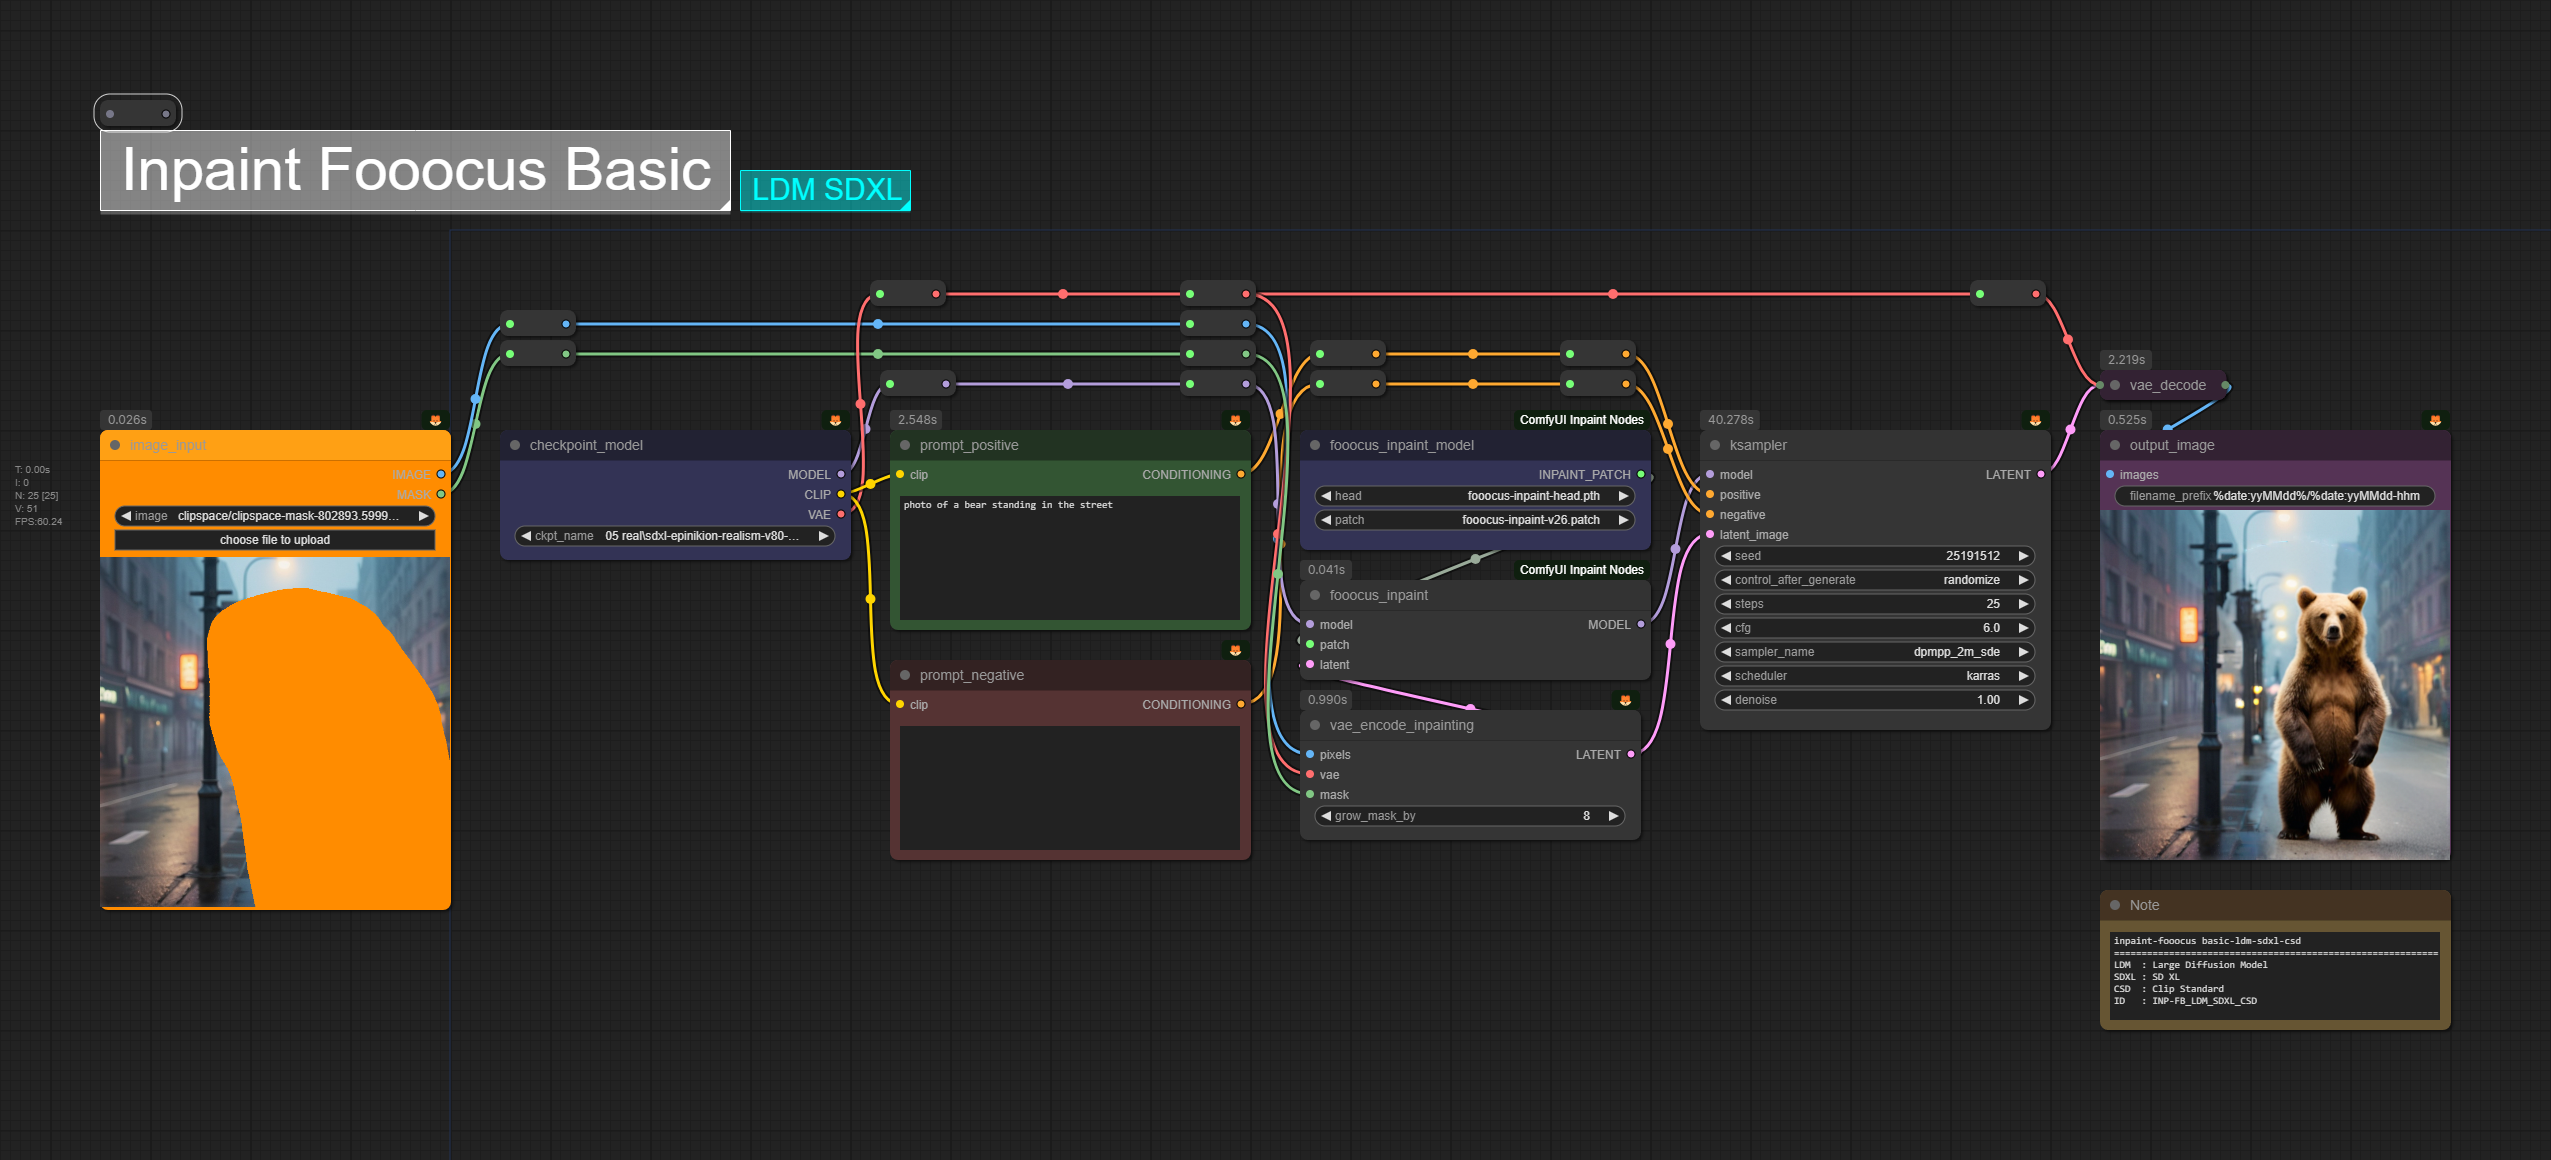 Inpaint Fooocus Basic
LDM SDXL
T: 0.00s
I: 0
N: 25 [25]
V: 51
FPS:60.24
0.026s
image_input
IMAGE
MASK
image clipspace/clipspace-mask-802893.5999...
choose file to upload
checkpoint_model
MODEL
CLIP
VAE
ckpt_name 05 real\sdxl-epinikion-realism-v80-...
2.548s
prompt_positive
clip CONDITIONING
photo of a bear standing in the street
prompt_negative
clip CONDITIONING
ComfyUI Inpaint Nodes
fooocus_inpaint_model
INPAINT_PATCH
head fooocus-inpaint-head.pth
patch fooocus-inpaint-v26.patch
0.041s ComfyUI Inpaint Nodes
fooocus_inpaint
model MODEL
patch
latent
0.990s
vae_encode_inpainting
pixels LATENT
vae
mask
grow_mask_by 8
40.278s
ksampler
model LATENT
positive
negative
latent_image
seed 25191512
control_after_generate randomize
steps 25
cfg 6.0
sampler_name dpmpp_2m_sde
scheduler karras
denoise 1.00
2.219s
vae_decode
0.525s
output_image
images
filename_prefix %date:yyMMdd%/%date:yyMMdd-hhm
Note
inpaint-fooocus basic-ldm-sdxl-csd
LDM : Large Diffusion Model
SDXL : SD XL
CSD : Clip Standard
ID : INP-FB_LDM_SDXL_CSD